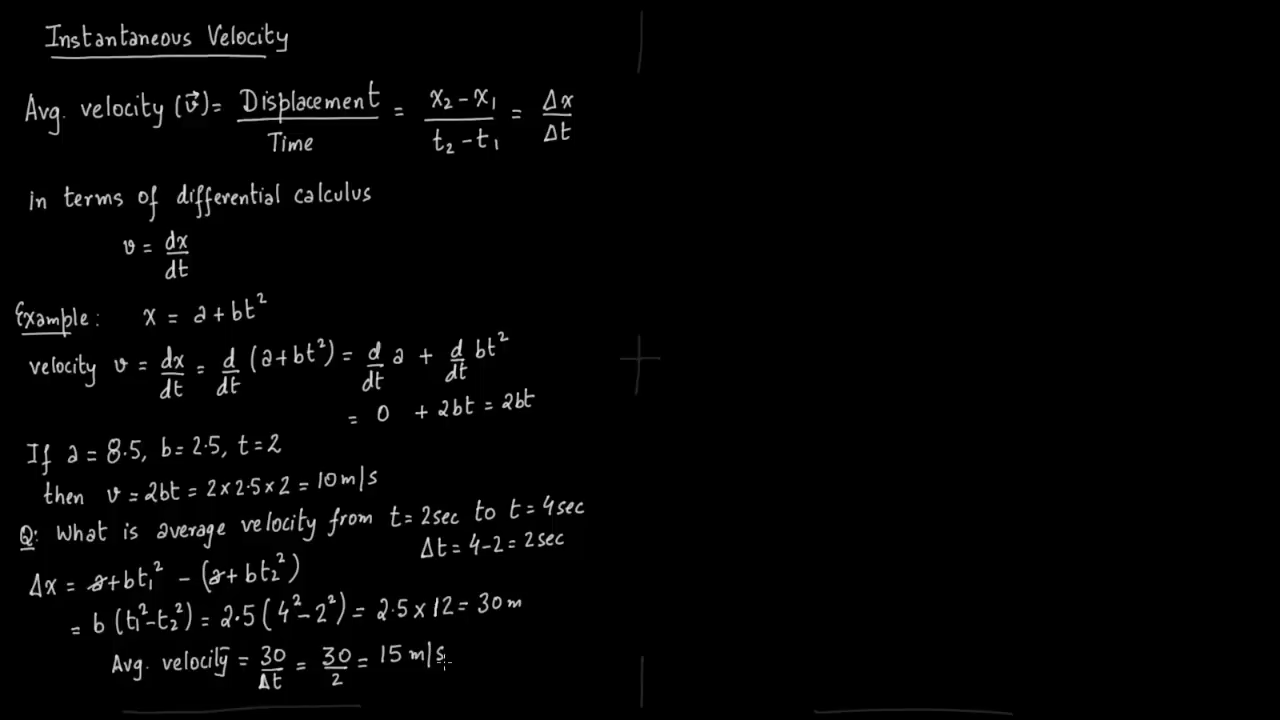 Instantaneous Velocity
Avg. velocity (v⃗) = Displacement / Time = x₂ - x₁ / t₂ - t₁ = Δx / Δt
in terms of differential calculus
v = dx/dt
Example: x = a + bt²
velocity v = dx/dt = d/dt (a + bt²) = d/dt a + d/dt bt²
= 0 + 2bt = 2bt
If a = 8.5, b = 2.5, t = 2
then v = 2bt = 2 x 2.5 x 2 = 10 m/s
Q: What is average velocity from t = 2sec to t = 4sec
Δt = 4-2 = 2sec
Δx = a + bt₁² - (a + bt₂²)
= b (t₁² - t₂²) = 2.5 (4² - 2²) = 2.5 x 12 = 30 m
Avg. velocity = 30/Δt = 30/2 = 15 m/s